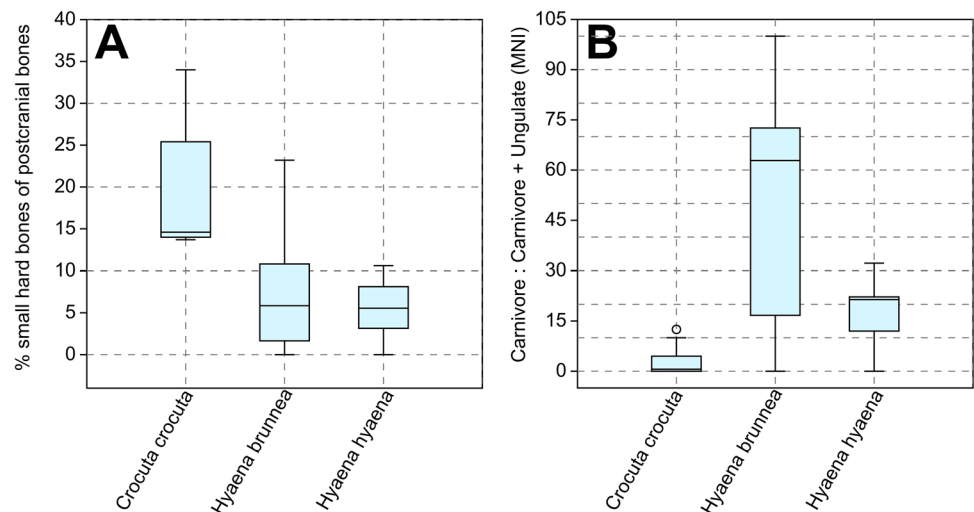 A
% small hard bones of postcranial bones
40
35
30
25
20
15
10
5
0
Crocuta crocuta
Hyaena brunnea
Hyaena hyaena
B
Carnivore : Carnivore + Ungulate (MNI)
105
90
75
60
45
30
15
0
Crocuta crocuta
Hyaena brunnea
Hyaena hyaena